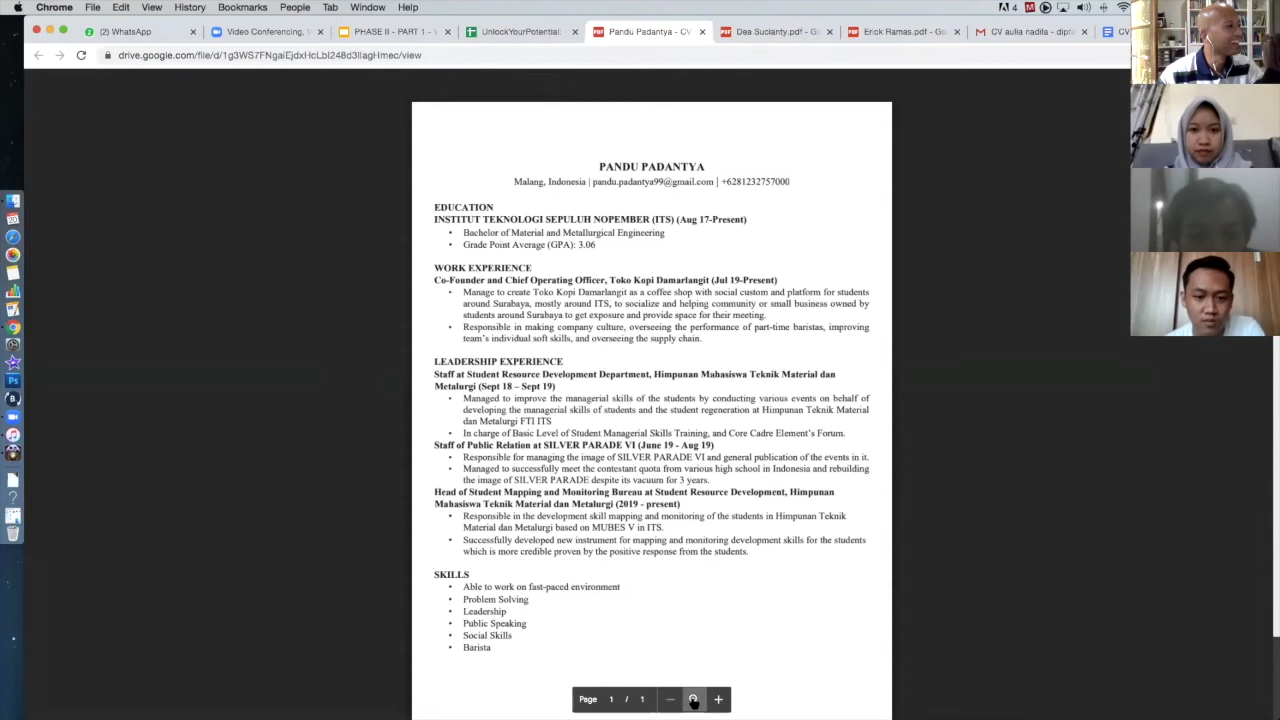 Chrome File Edit View History Bookmarks People Tab Window Help
4
(2) WhatsApp
Video Conferencing, W
PHASE II - PART 1 - W
UnlockYourPotential:
Pandu Padantya - CV
Dea Sucianty.pdf - Go
Erick Ramas.pdf - Goo
CV aulia nadila - dipta
CV
drive.google.com/file/d/
PANDU PADANTYA
Malang, Indonesia | pandu.padantya99@gmail.com | +6281232757000
EDUCATION
INSTITUT TEKNOLOGI SEPULUH NOPEMBER (ITS) (Aug 17-Present)
• Bachelor of Material and Metallurgical Engineering
• Grade Point Average (GPA): 3.06
WORK EXPERIENCE
Co-Founder and Chief Operating Officer, Toko Kopi Damarlangit (Jul 19-Present)
• Manage to create Toko Kopi Damarlangit as a coffee shop with social custom and platform for students
around Surabaya, mostly around ITS, to socialize and helping community or small business owned by
students around Surabaya to get exposure and provide space for their meeting.
• Responsible in making company culture, overseeing the performance of part-time baristas, improving
team's individual soft skills, and overseeing the supply chain.
LEADERSHIP EXPERIENCE
Staff at Student Resource Development Department, Himpunan Mahasiswa Teknik Material dan
Metalurgi (Sept 18 – Sept 19)
• Managed to improve the managerial skills of the students by conducting various events on behalf of
developing the managerial skills of students and the student regeneration at Himpunan Teknik Material
dan Metalurgi FTI ITS
• In charge of Basic Level of Student Managerial Skills Training, and Core Cadre Element's Forum.
Staff of Public Relation at SILVER PARADE VI (June 19 - Aug 19)
• Responsible for managing the image of SILVER PARADE VI and general publication of the events in it.
• Managed to successfully meet the contestant quota from various high school in Indonesia and rebuilding
the image of SILVER PARADE despite its vacuum for 3 years.
Head of Student Mapping and Monitoring Bureau at Student Resource Development, Himpunan
Mahasiswa Teknik Material dan Metalurgi (2019 - present)
• Responsible in the development skill mapping and monitoring of the students in Himpunan Teknik
Material dan Metalurgi based on MUBES V in ITS.
• Successfully developed new instrument for mapping and monitoring development skills for the students
which is more credible proven by the positive response from the students.
SKILLS
• Able to work on fast-paced environment
• Problem Solving
• Leadership
• Public Speaking
• Social Skills
• Barista
Page 1 / 1